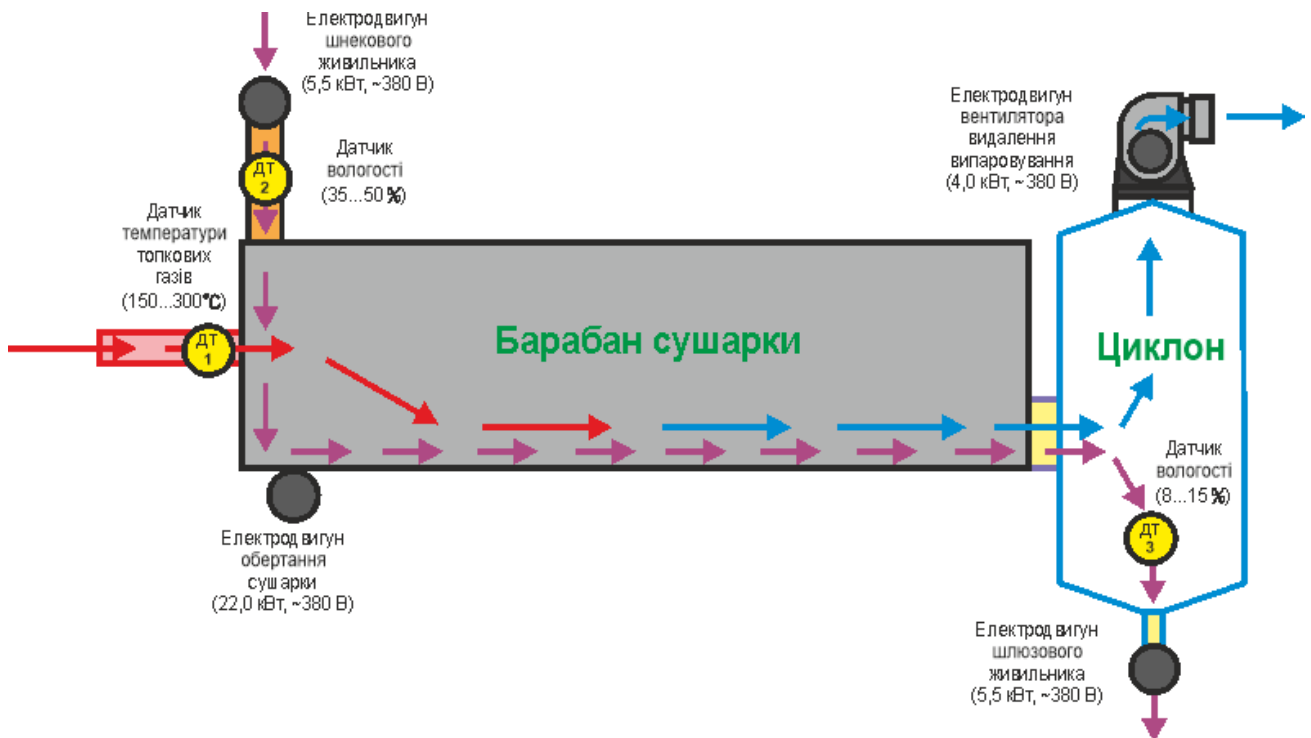 Електродвигун
шнекового
живильника
(5,5 кВт, ~380 В)
ДТ
2
Датчик
вологості
(35...50 %)
Датчик
температури
топкових
газів
(150...300°C)
ДТ
1
Барабан сушарки
Електродвигун
вентилятора
видалення
випаровування
(4,0 кВт, ~380 В)
Циклон
Датчик
вологості
(8...15 %)
ДТ
3
Електродвигун
обертання
сушарки
(22,0 кВт, ~380 В)
Електродвигун
шлюзового
живильника
(5,5 кВт, ~380 В)